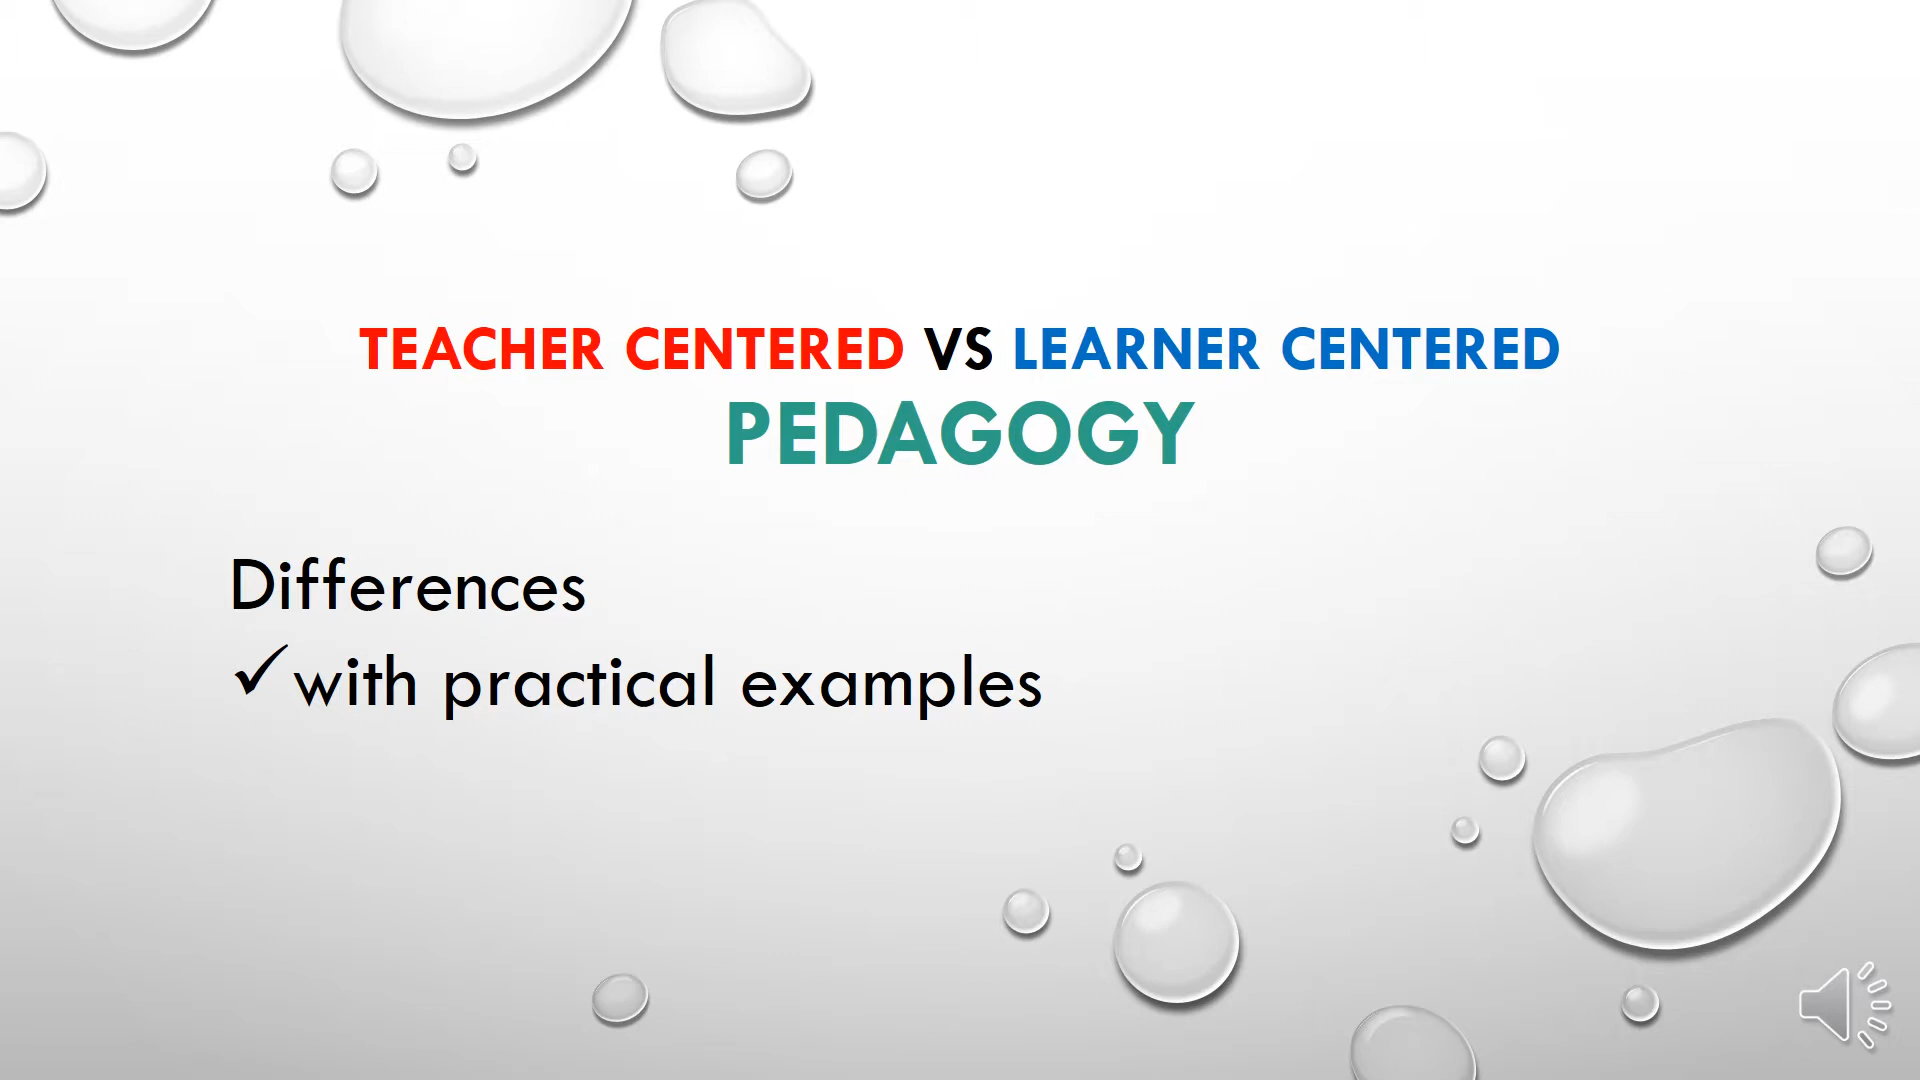 TEACHER CENTERED VS LEARNER CENTERED
PEDAGOGY
Differences
✓with practical examples